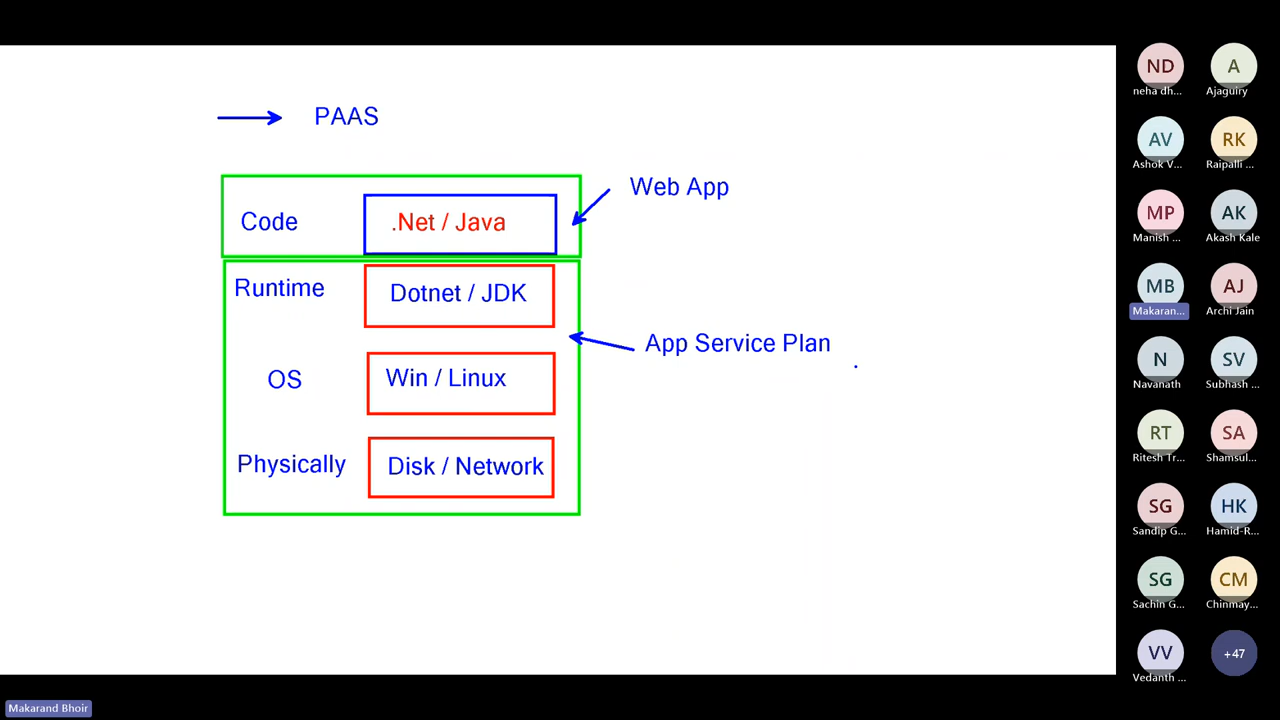 PAAS
Web App
Code .Net / Java
Runtime Dotnet / JDK
App Service Plan
OS Win / Linux
Physically Disk / Network
ND A
neha dh... Ajaguiry
AV RK
Ashok V... Raipalli ...
MP AK
Manish ... Akash Kale
MB AJ
Makaran... Archi Jain
N SV
Navanath Subhash ...
RT SA
Ritesh Tr... Shamsul...
SG HK
Sandip G... Hamid-R...
SG CM
Sachin G... Chinmay...
VV +47
Vedanth ...
Makarand Bhoir